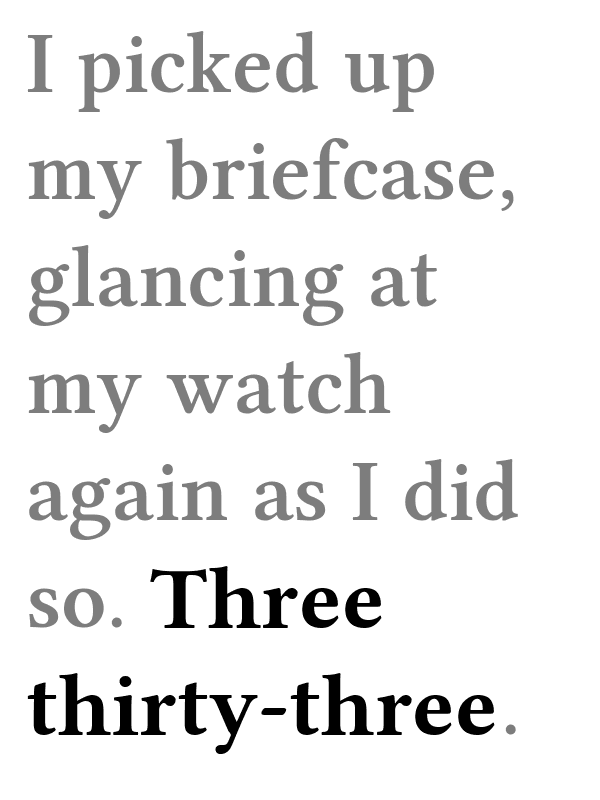 I picked up
my briefcase,
glancing at
my watch
again as I did
so. Three
thirty-three.